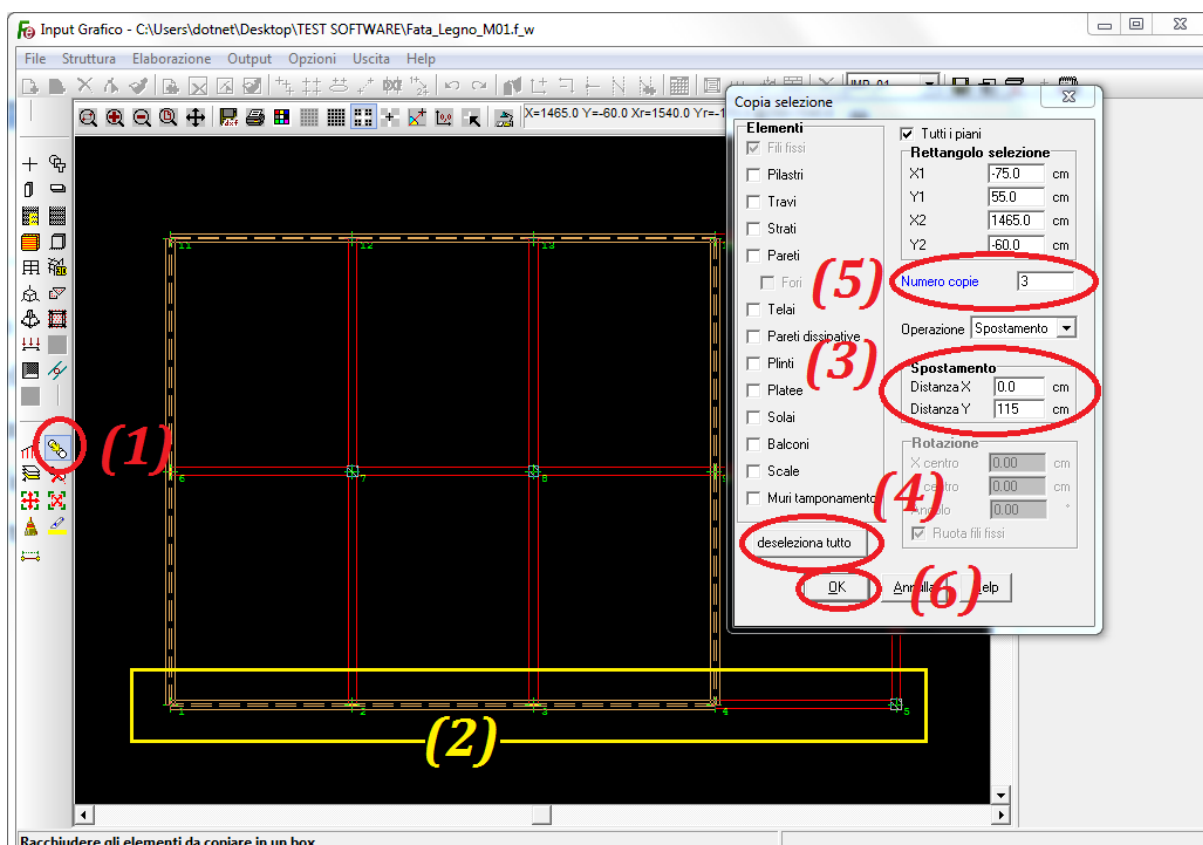 Input Grafico - C:\Users\dotnet\Desktop\TEST SOFTWARE\Fata_Legno_M01.f_w
File Struttura Elaborazione Output Opzioni Uscita Help
X=1465.0 Y=-60.0 Xr=1540.0 Yr=-1
Copia selezione
Elementi
Fili fissi
Pilastri
Travi
Strati
Pareti
Fori
Telai
Pareti dissipative
Plinti
Platee
Solai
Balconi
Scale
Muri tamponamento
deseleziona tutto
Tutti i piani
Rettangolo selezione
X1 -75.0 cm
Y1 55.0 cm
X2 1465.0 cm
Y2 -60.0 cm
(5)
Numero copie 3
Operazione Spostamento
(3)
Spostamento
Distanza X 0.0 cm
Distanza Y 115 cm
Rotazione
X centro 0.00 cm
centro 0.00 cm
Angolo 0.00 °
(4)
Ruota fili fissi
OK Annulla elp
(6)
(1)
11 12 13
6 7 8 9
1 2 3 4 5
(2)
Racchiudere gli elementi da copiare in un box